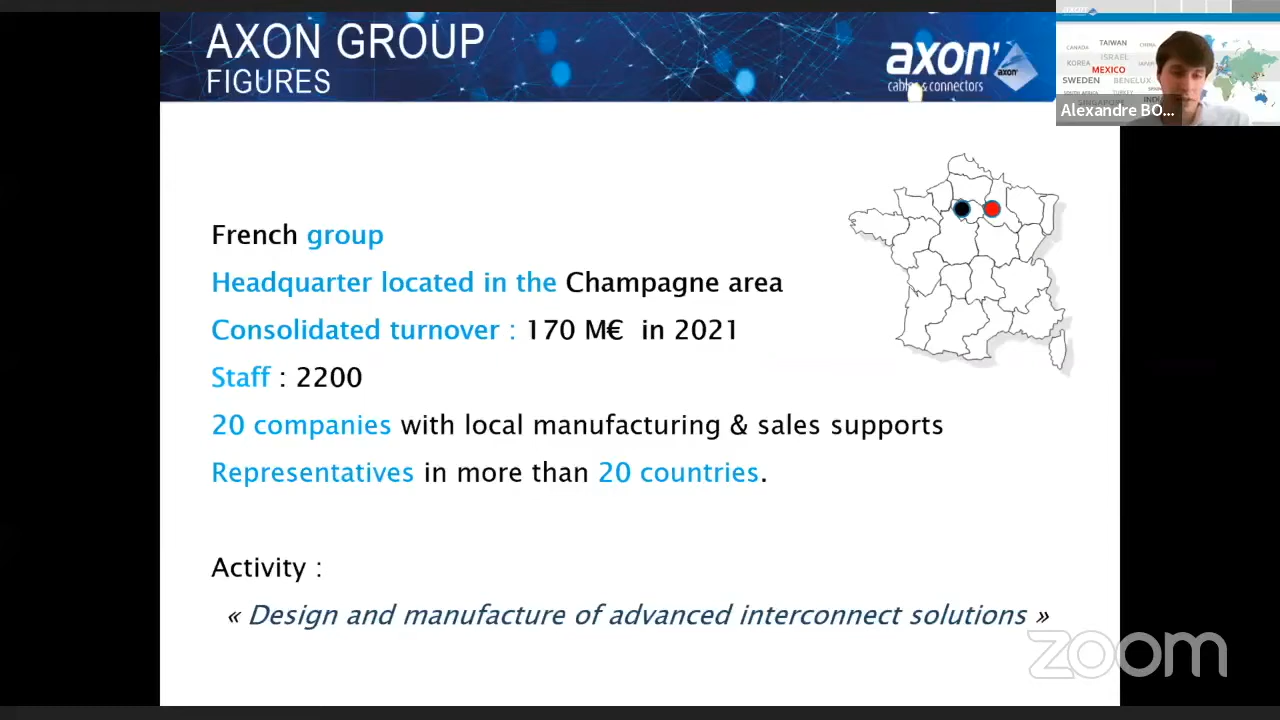 AXON GROUP
FIGURES
axon'
cables & connectors
axon'
CANADA TAIWAN CHINA
KOREA ISRAEL JAPAN
MEXICO
SWEDEN BENELUX
SINGAPORE
Alexandre BO...
French group
Headquarter located in the Champagne area
Consolidated turnover : 170 M€ in 2021
Staff : 2200
20 companies with local manufacturing & sales supports
Representatives in more than 20 countries.
Activity :
« Design and manufacture of advanced interconnect solutions »
zoom